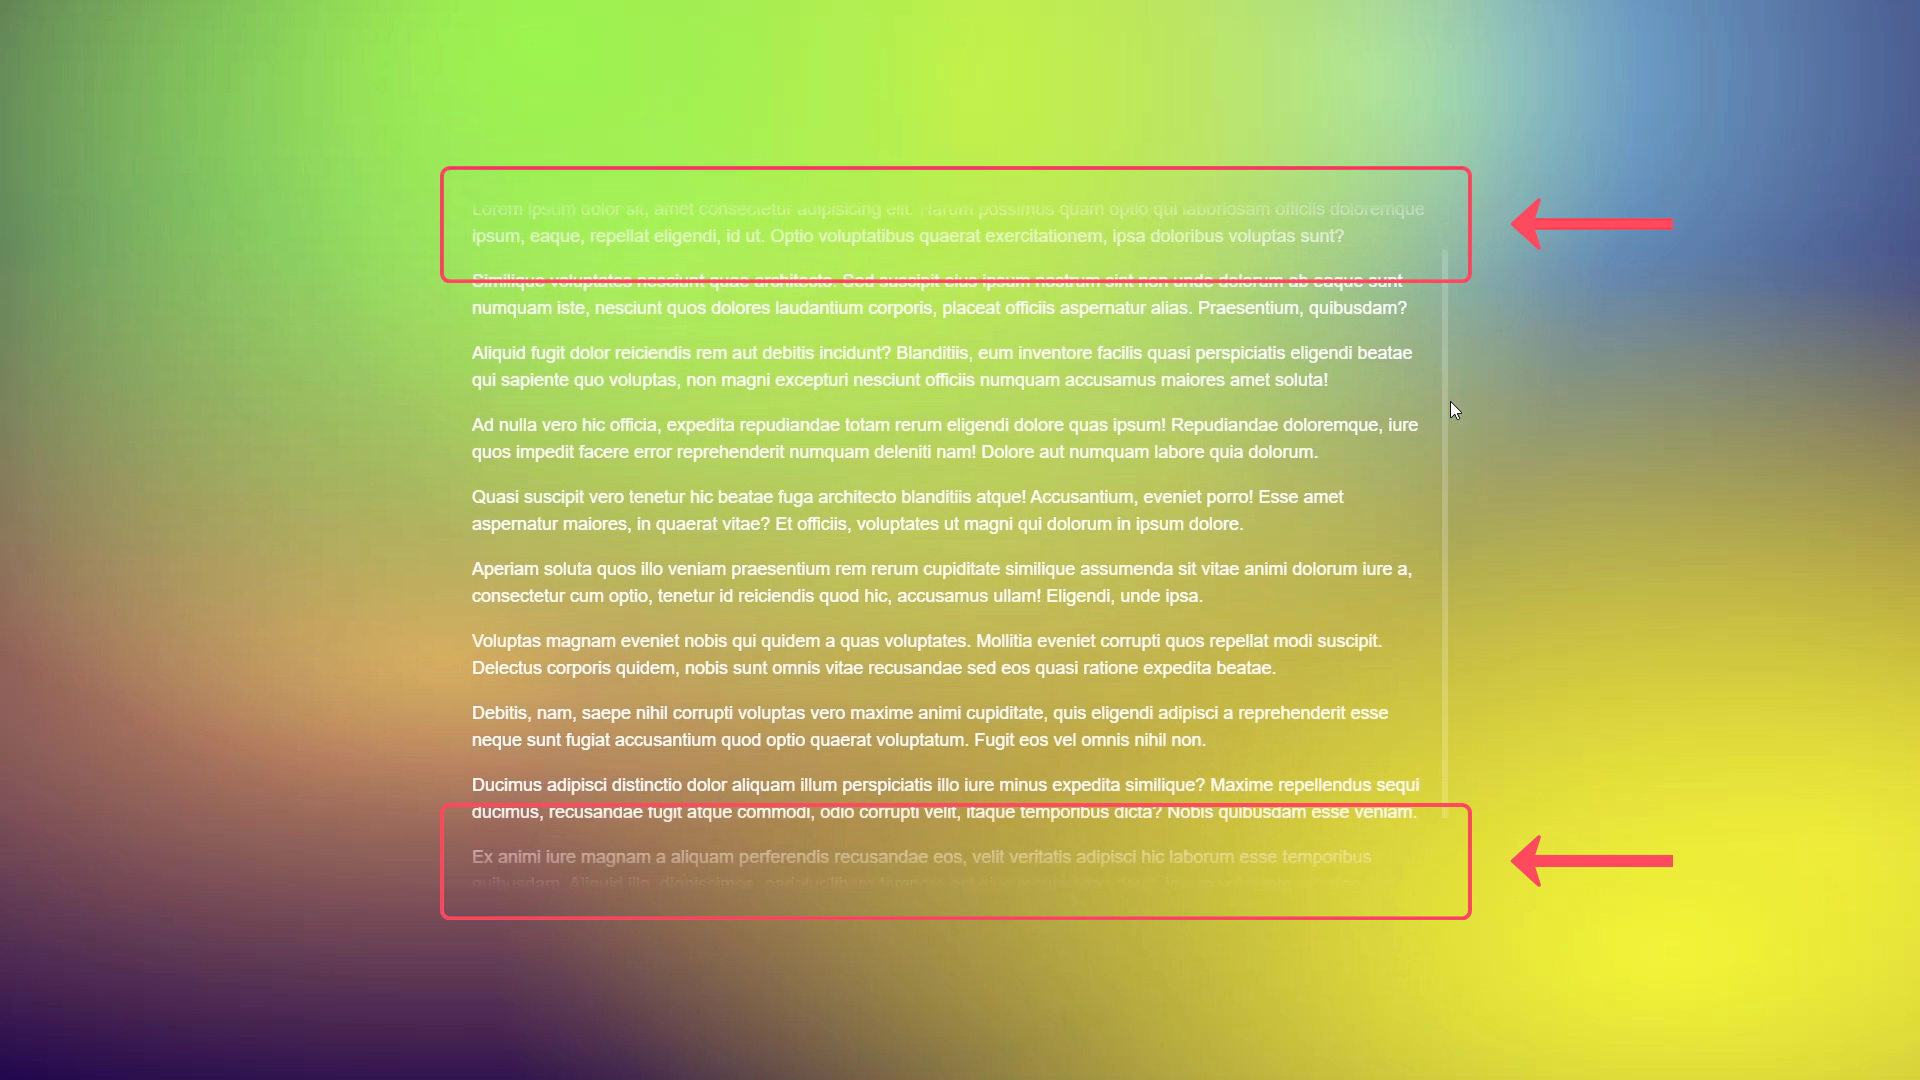 Lorem ipsum dolor sit, amet consectetur adipisicing elit. Harum possimus quam optio qui laboriosam officiis doloremque
ipsum, eaque, repellat eligendi, id ut. Optio voluptatibus quaerat exercitationem, ipsa doloribus voluptas sunt?
Similique voluptates nesciunt quae architecto. Sed suscipit eius ipsum nostrum sint non unde dolorum ab eaque sunt
numquam iste, nesciunt quos dolores laudantium corporis, placeat officiis aspernatur alias. Praesentium, quibusdam?
Aliquid fugit dolor reiciendis rem aut debitis incidunt? Blanditiis, eum inventore facilis quasi perspiciatis eligendi beatae
qui sapiente quo voluptas, non magni excepturi nesciunt officiis numquam accusamus maiores amet soluta!
Ad nulla vero hic officia, expedita repudiandae totam rerum eligendi dolore quas ipsum! Repudiandae doloremque, iure
quos impedit facere error reprehenderit numquam deleniti nam! Dolore aut numquam labore quia dolorum.
Quasi suscipit vero tenetur hic beatae fuga architecto blanditiis atque! Accusantium, eveniet porro! Esse amet
aspernatur maiores, in quaerat vitae? Et officiis, voluptates ut magni qui dolorum in ipsum dolore.
Aperiam soluta quos illo veniam praesentium rem rerum cupiditate similique assumenda sit vitae animi dolorum iure a,
consectetur cum optio, tenetur id reiciendis quod hic, accusamus ullam! Eligendi, unde ipsa.
Voluptas magnam eveniet nobis qui quidem a quas voluptates. Mollitia eveniet corrupti quos repellat modi suscipit.
Delectus corporis quidem, nobis sunt omnis vitae recusandae sed eos quasi ratione expedita beatae.
Debitis, nam, saepe nihil corrupti voluptas vero maxime animi cupiditate, quis eligendi adipisci a reprehenderit esse
neque sunt fugiat accusantium quod optio quaerat voluptatum. Fugit eos vel omnis nihil non.
Ducimus adipisci distinctio dolor aliquam illum perspiciatis illo iure minus expedita similique? Maxime repellendus sequi
ducimus, recusandae fugit atque commodi, odio corrupti velit, itaque temporibus dicta? Nobis quibusdam esse veniam.
Ex animi iure magnam a aliquam perferendis recusandae eos, velit veritatis adipisci hic laborum esse temporibus
quibusdam. Aliquid illo, dignissimos,